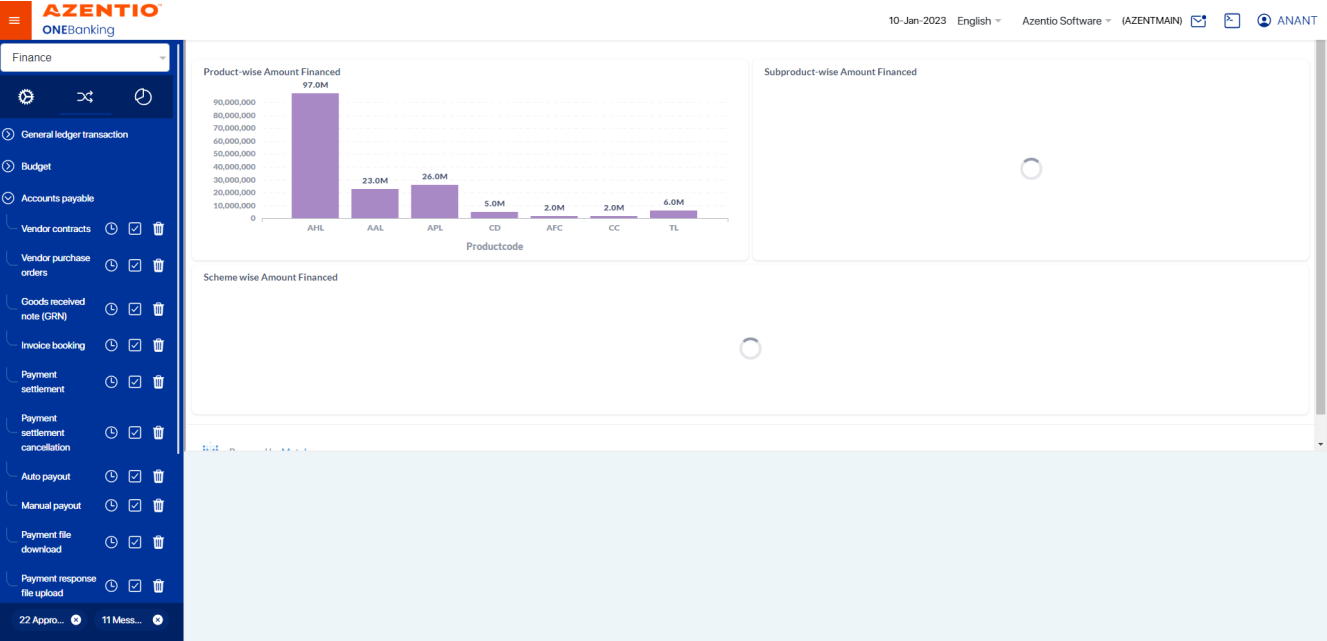 AZENTIO
ONEBanking
10-Jan-2023 English Azentio Software (AZENTMAIN) ANANT
Finance
General ledger transaction
Budget
Accounts payable
Vendor contracts
Vendor purchase
orders
Goods received
note (GRN)
Invoice booking
Payment
settlement
Payment
settlement
cancellation
Auto payout
Manual payout
Payment file
download
Payment response
file upload
22 Appro... 11 Mess...
Product-wise Amount Financed
97.0M
90,000,000
80,000,000
70,000,000
60,000,000
50,000,000
40,000,000
30,000,000
20,000,000
10,000,000
0
23.0M
26.0M
5.0M
2.0M
2.0M
6.0M
AHL AAL APL CD AFC CC TL
Productcode
Subproduct-wise Amount Financed
Scheme wise Amount Financed